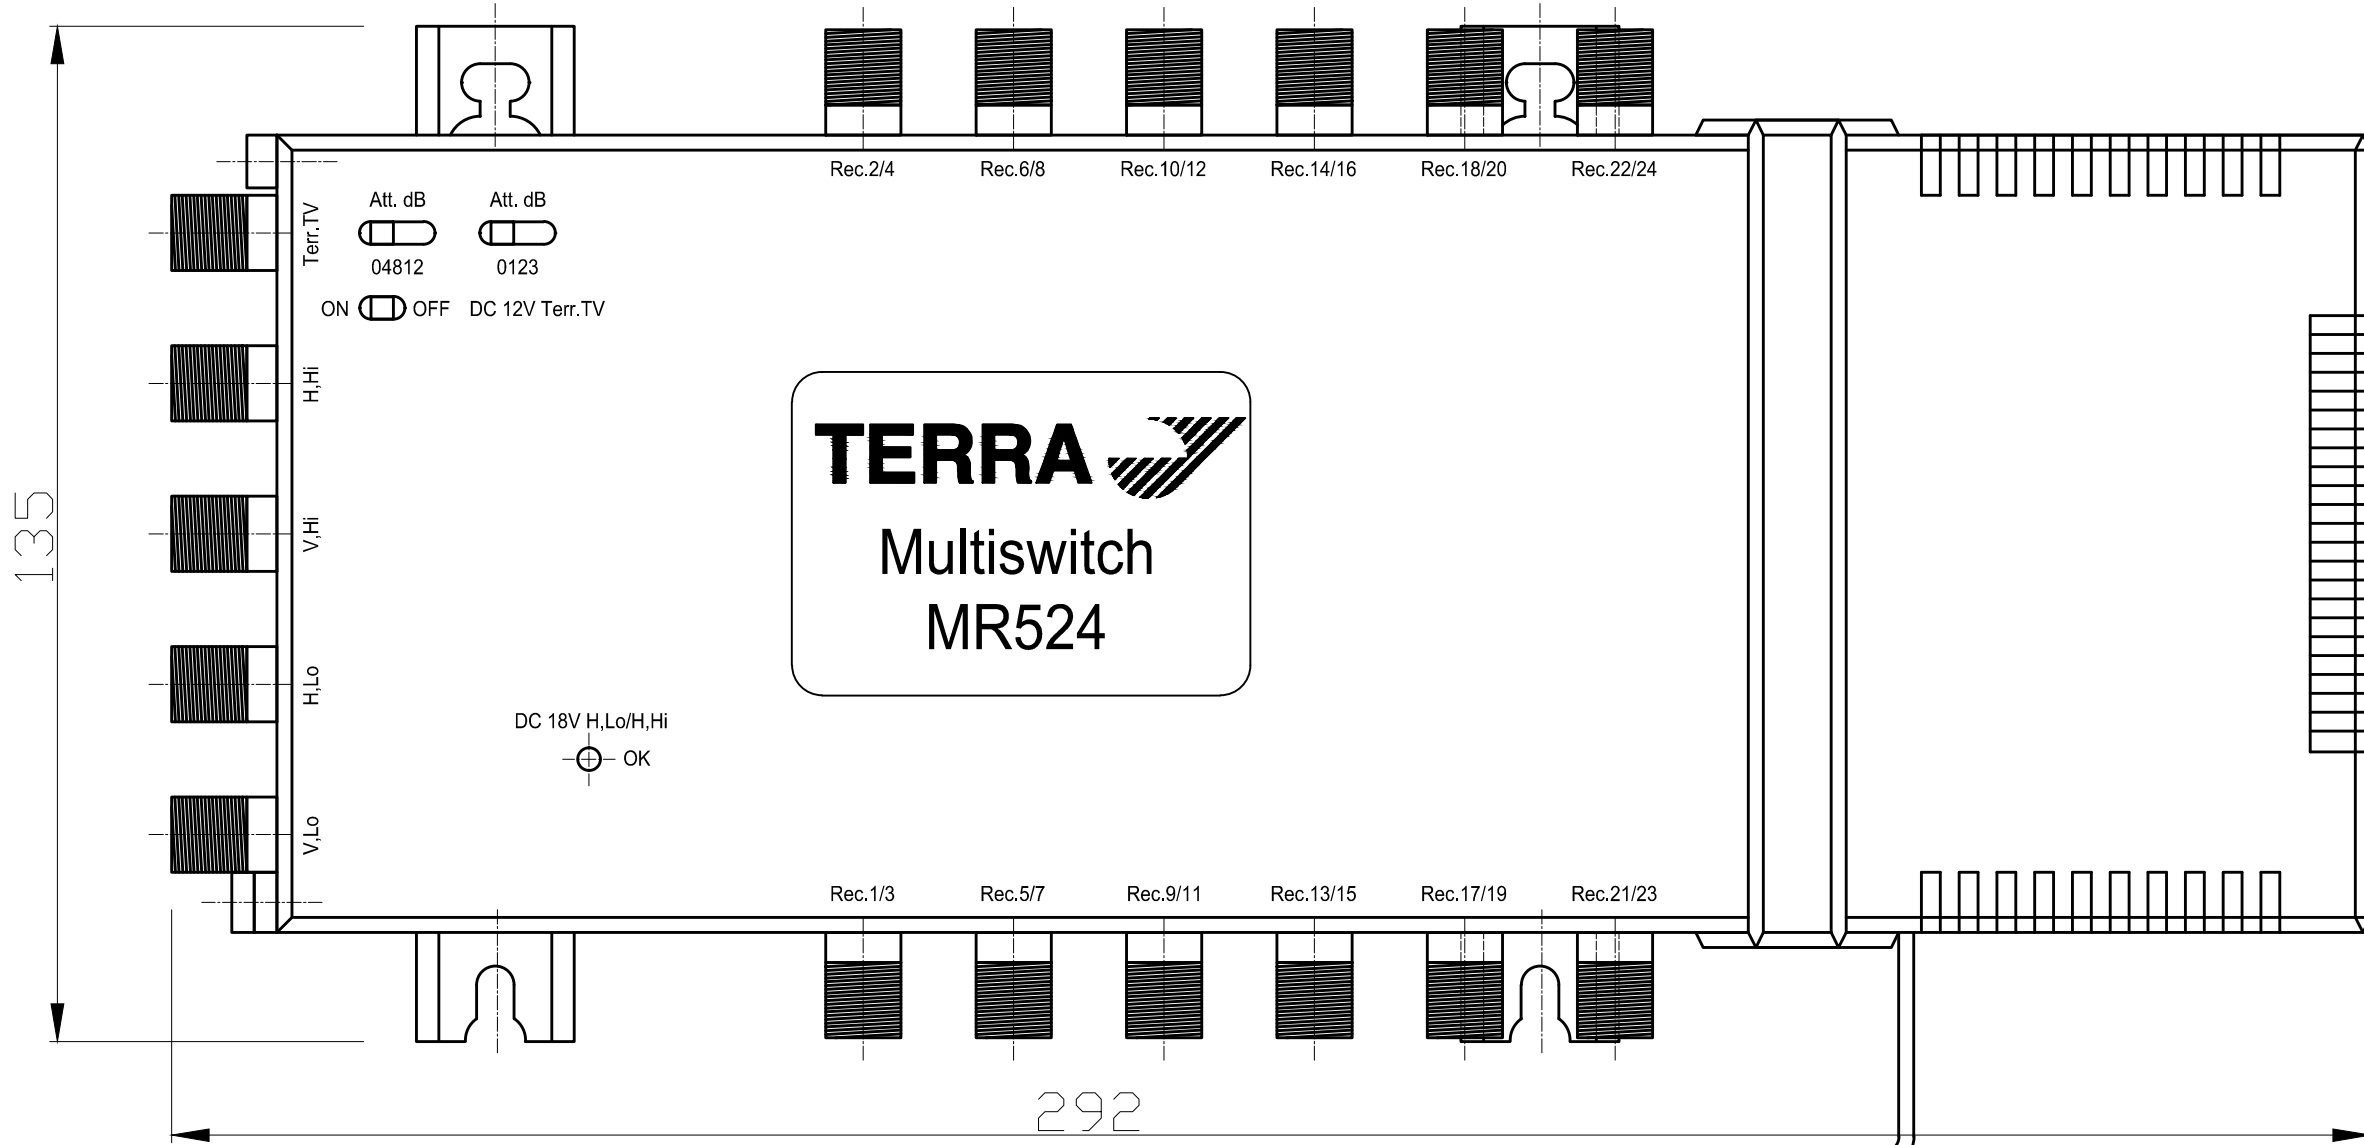 Rec.2/4 Rec.6/8 Rec.10/12 Rec.14/16 Rec.18/20 Rec.22/24
Terr.TV
Att. dB Att. dB
04812 0123
ON OFF DC 12V Terr.TV
H,Hi
TERRA
135
V,Hi
Multiswitch
MR524
H,Lo
DC 18V H,Lo/H,Hi
OK
V,Lo
Rec.1/3 Rec.5/7 Rec.9/11 Rec.13/15 Rec.17/19 Rec.21/23
292